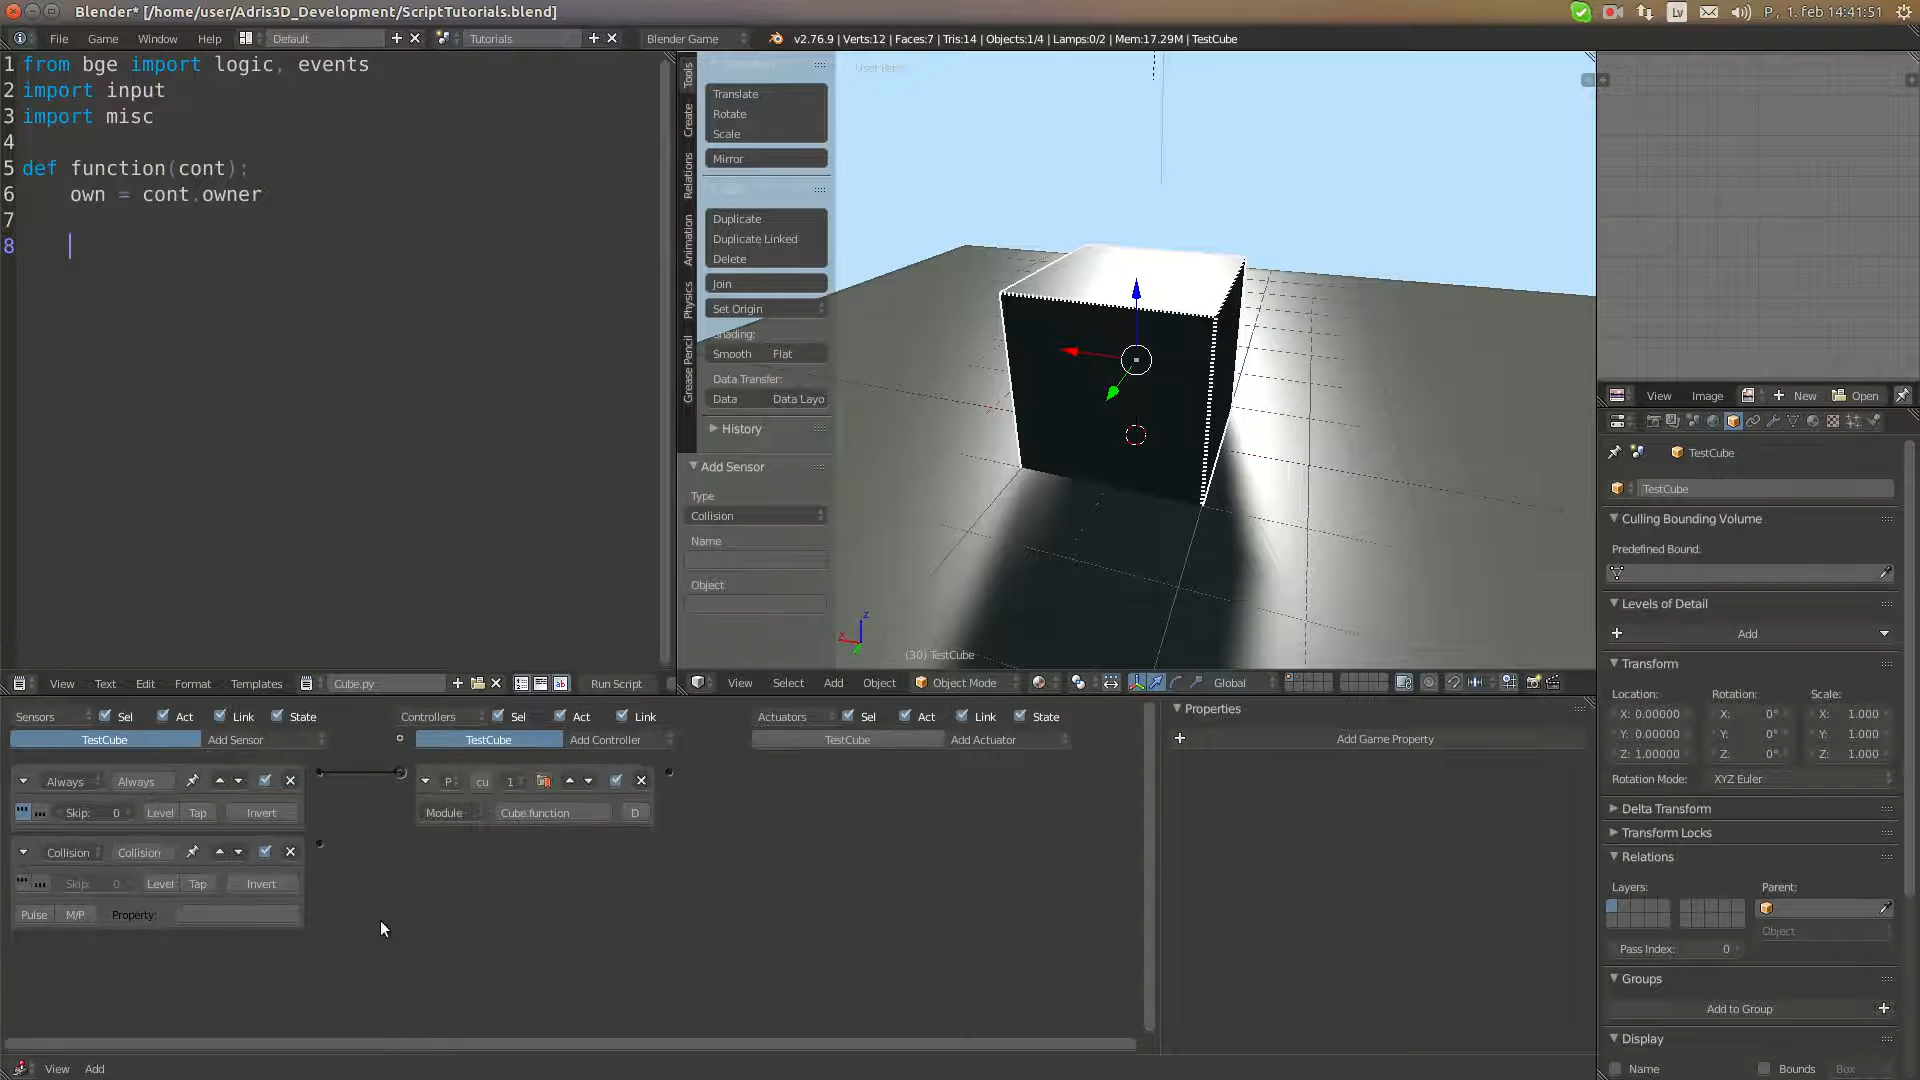 Blender* [/home/user/Adris3D_Development/ScriptTutorials.blend]
Lv
P , 1. feb 14:41:51
File Game Window Help
Default
Tutorials
Blender Game
v2.76.9 | Verts:12 | Faces:7 | Tris:14 | Objects:1/4 | Lamps:0/2 | Mem:17.29M | TestCube
1 from bge import logic, events
2 import input
3 import misc
4
5 def function(cont):
6 own = cont.owner
7
8
Tools
Create
Relations
Animation
Physics
Grease Pencil
Translate
Rotate
Scale
Mirror
Duplicate
Duplicate Linked
Delete
Join
Set Origin
Shading:
Smooth Flat
Data Transfer:
Data Data Layo
History
Add Sensor
Type
Collision
Name
Object
z
x
(30) TestCube
View Select Add Object
Object Mode
Global
View Text Edit Format Templates
Cube.py
Run Script
Sensors Sel Act Link State
TestCube Add Sensor
Always Always
Skip: 0 Level Tap Invert
Collision Collision
Skip: 0 Level Tap Invert
Pulse M/P Property:
Controllers Sel Act Link
TestCube Add Controller
P cu 1
Module Cube.function D
Actuators Sel Act Link State
TestCube Add Actuator
Properties
Add Game Property
View Add
View Image New Open
TestCube
TestCube
Culling Bounding Volume
Predefined Bound:
Levels of Detail
Add
Transform
Location: Rotation: Scale:
X: 0.00000 X: 0° X: 1.000
Y: 0.00000 Y: 0° Y: 1.000
Z: 1.00000 Z: 0° Z: 1.000
Rotation Mode: XYZ Euler
Delta Transform
Transform Locks
Relations
Layers: Parent:
Object
Pass Index: 0
Groups
Add to Group
Display
Name Bounds Box